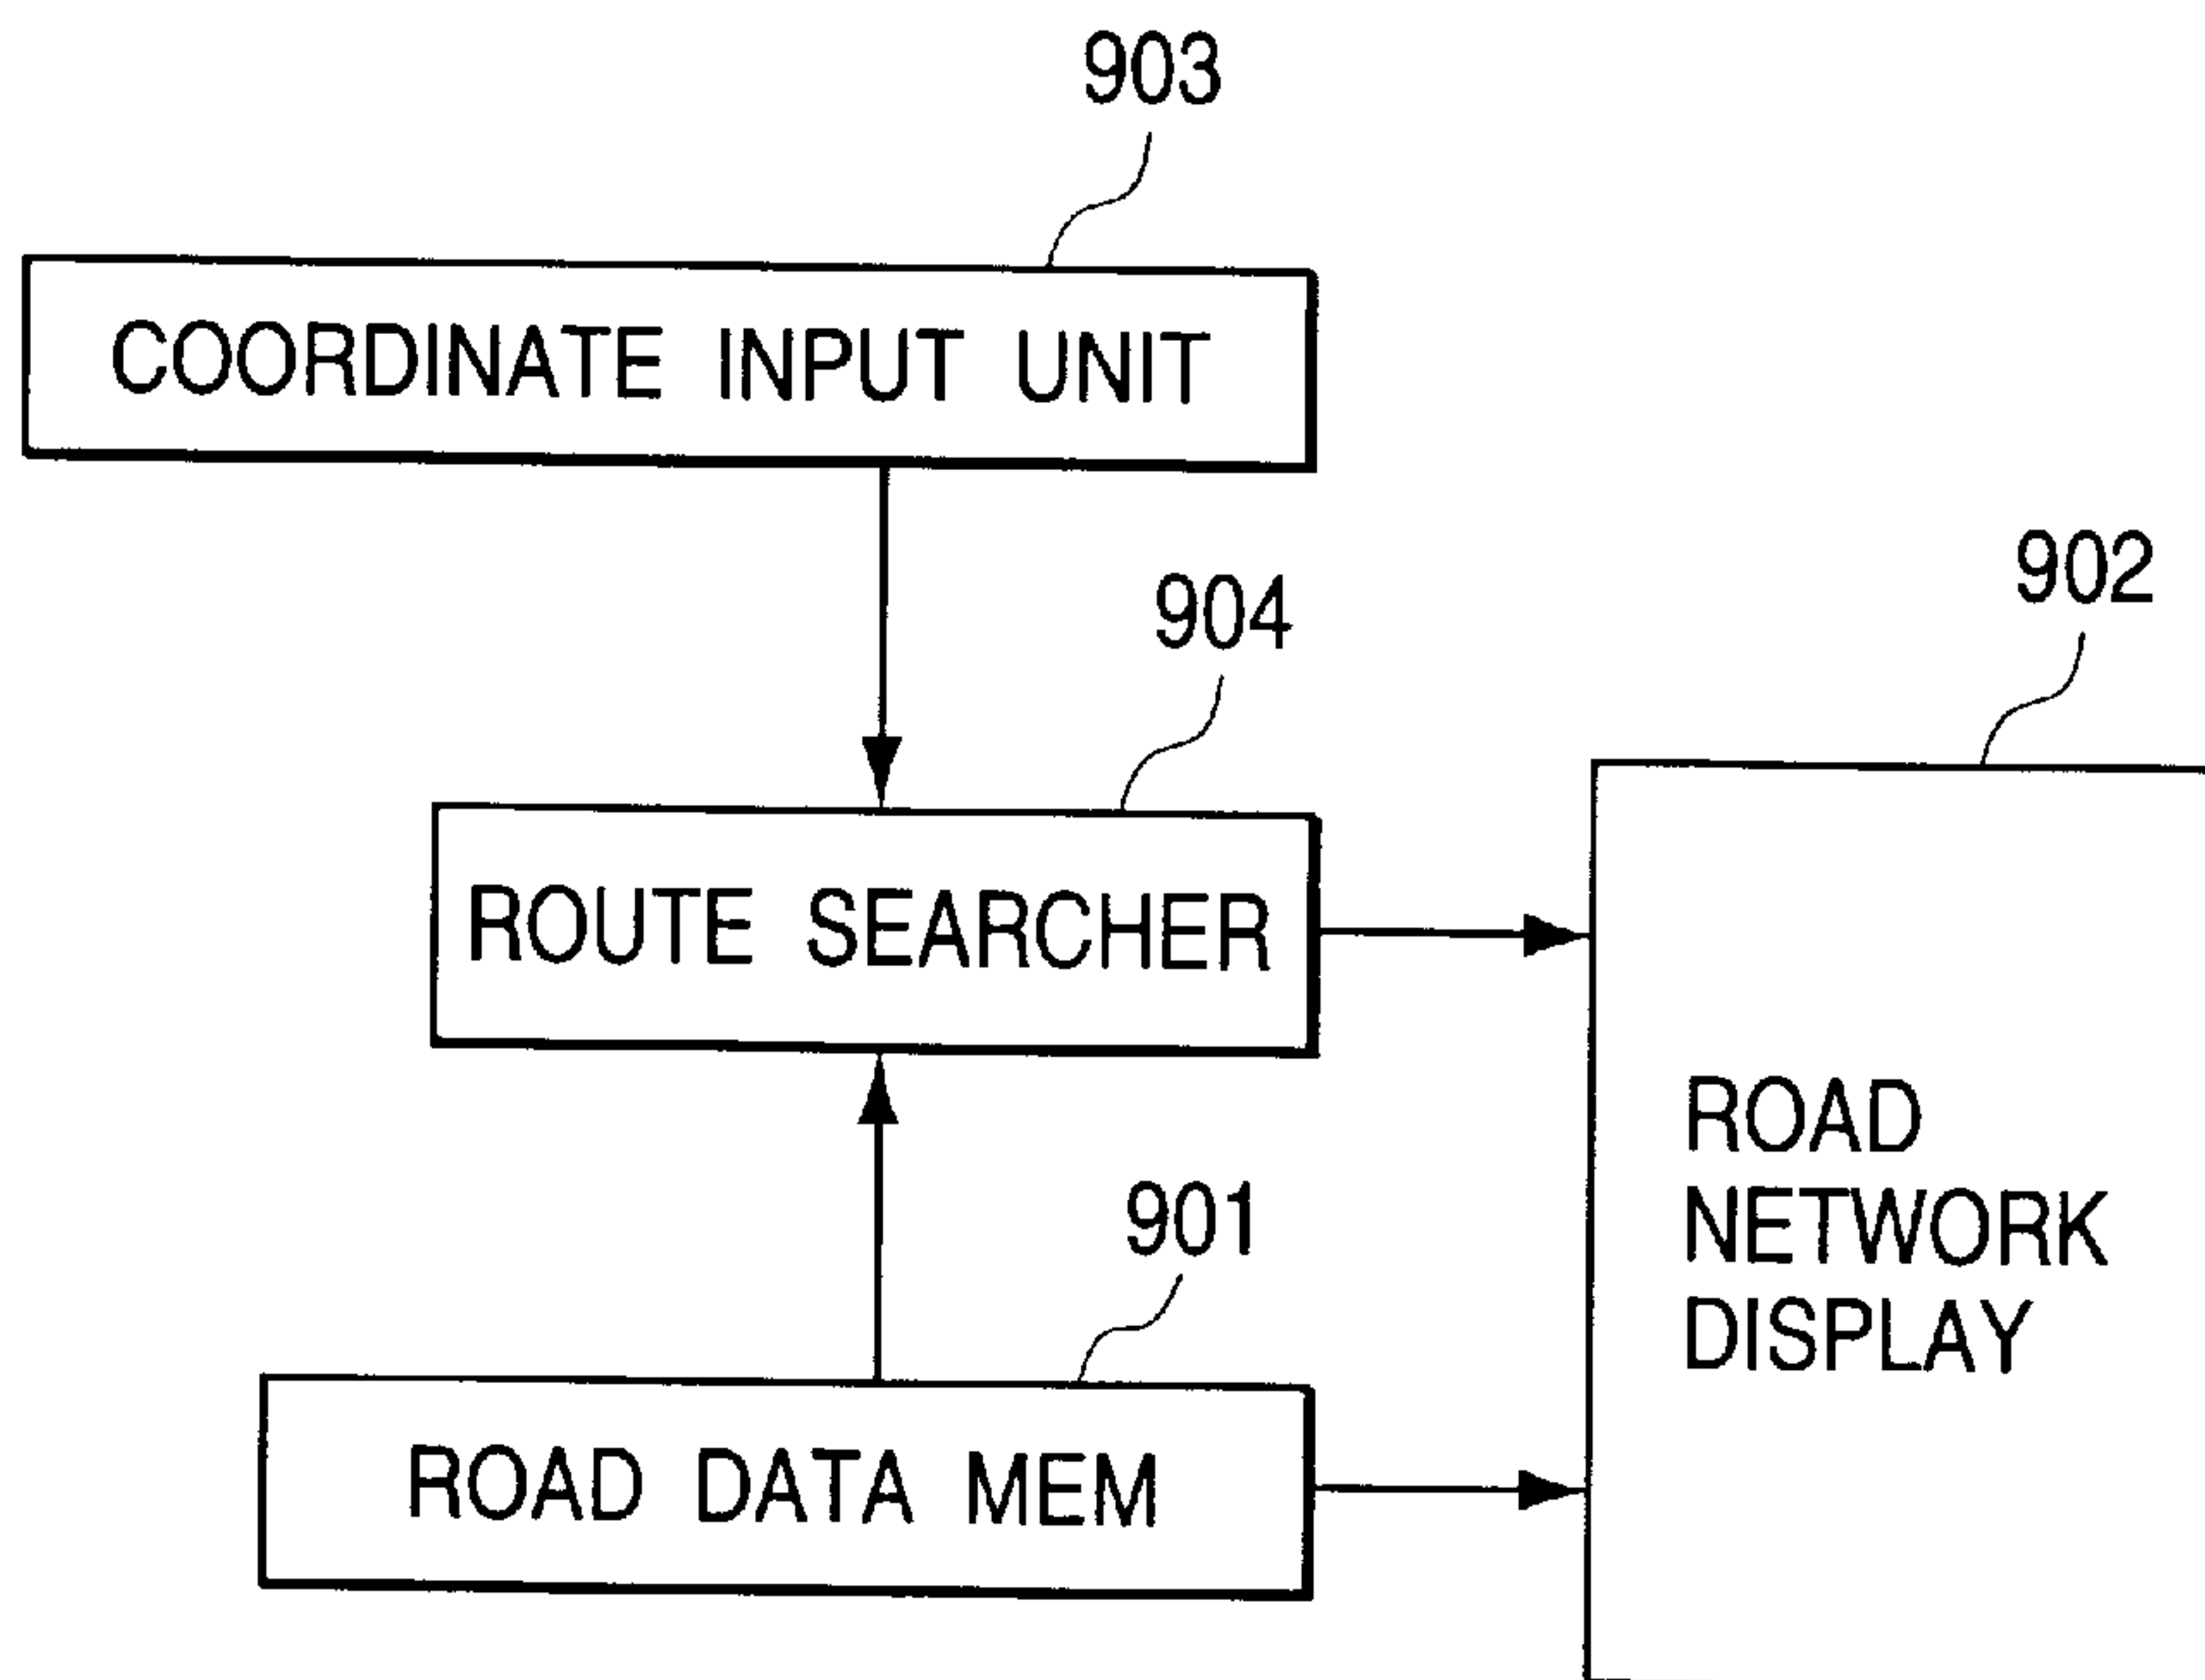 903
COORDINATE INPUT UNIT
904
902
ROUTE SEARCHER
ROAD
NETWORK
DISPLAY
901
ROAD DATA MEM